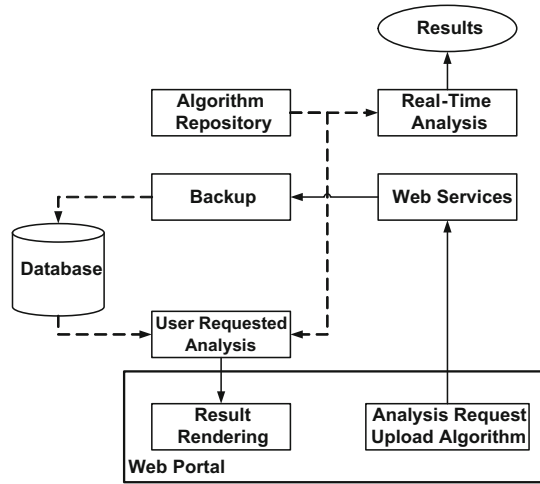 Results
Algorithm
Repository
Real-Time
Analysis
Backup
Web Services
Database
User Requested
Analysis
Result
Rendering
Analysis Request
Upload Algorithm
Web Portal